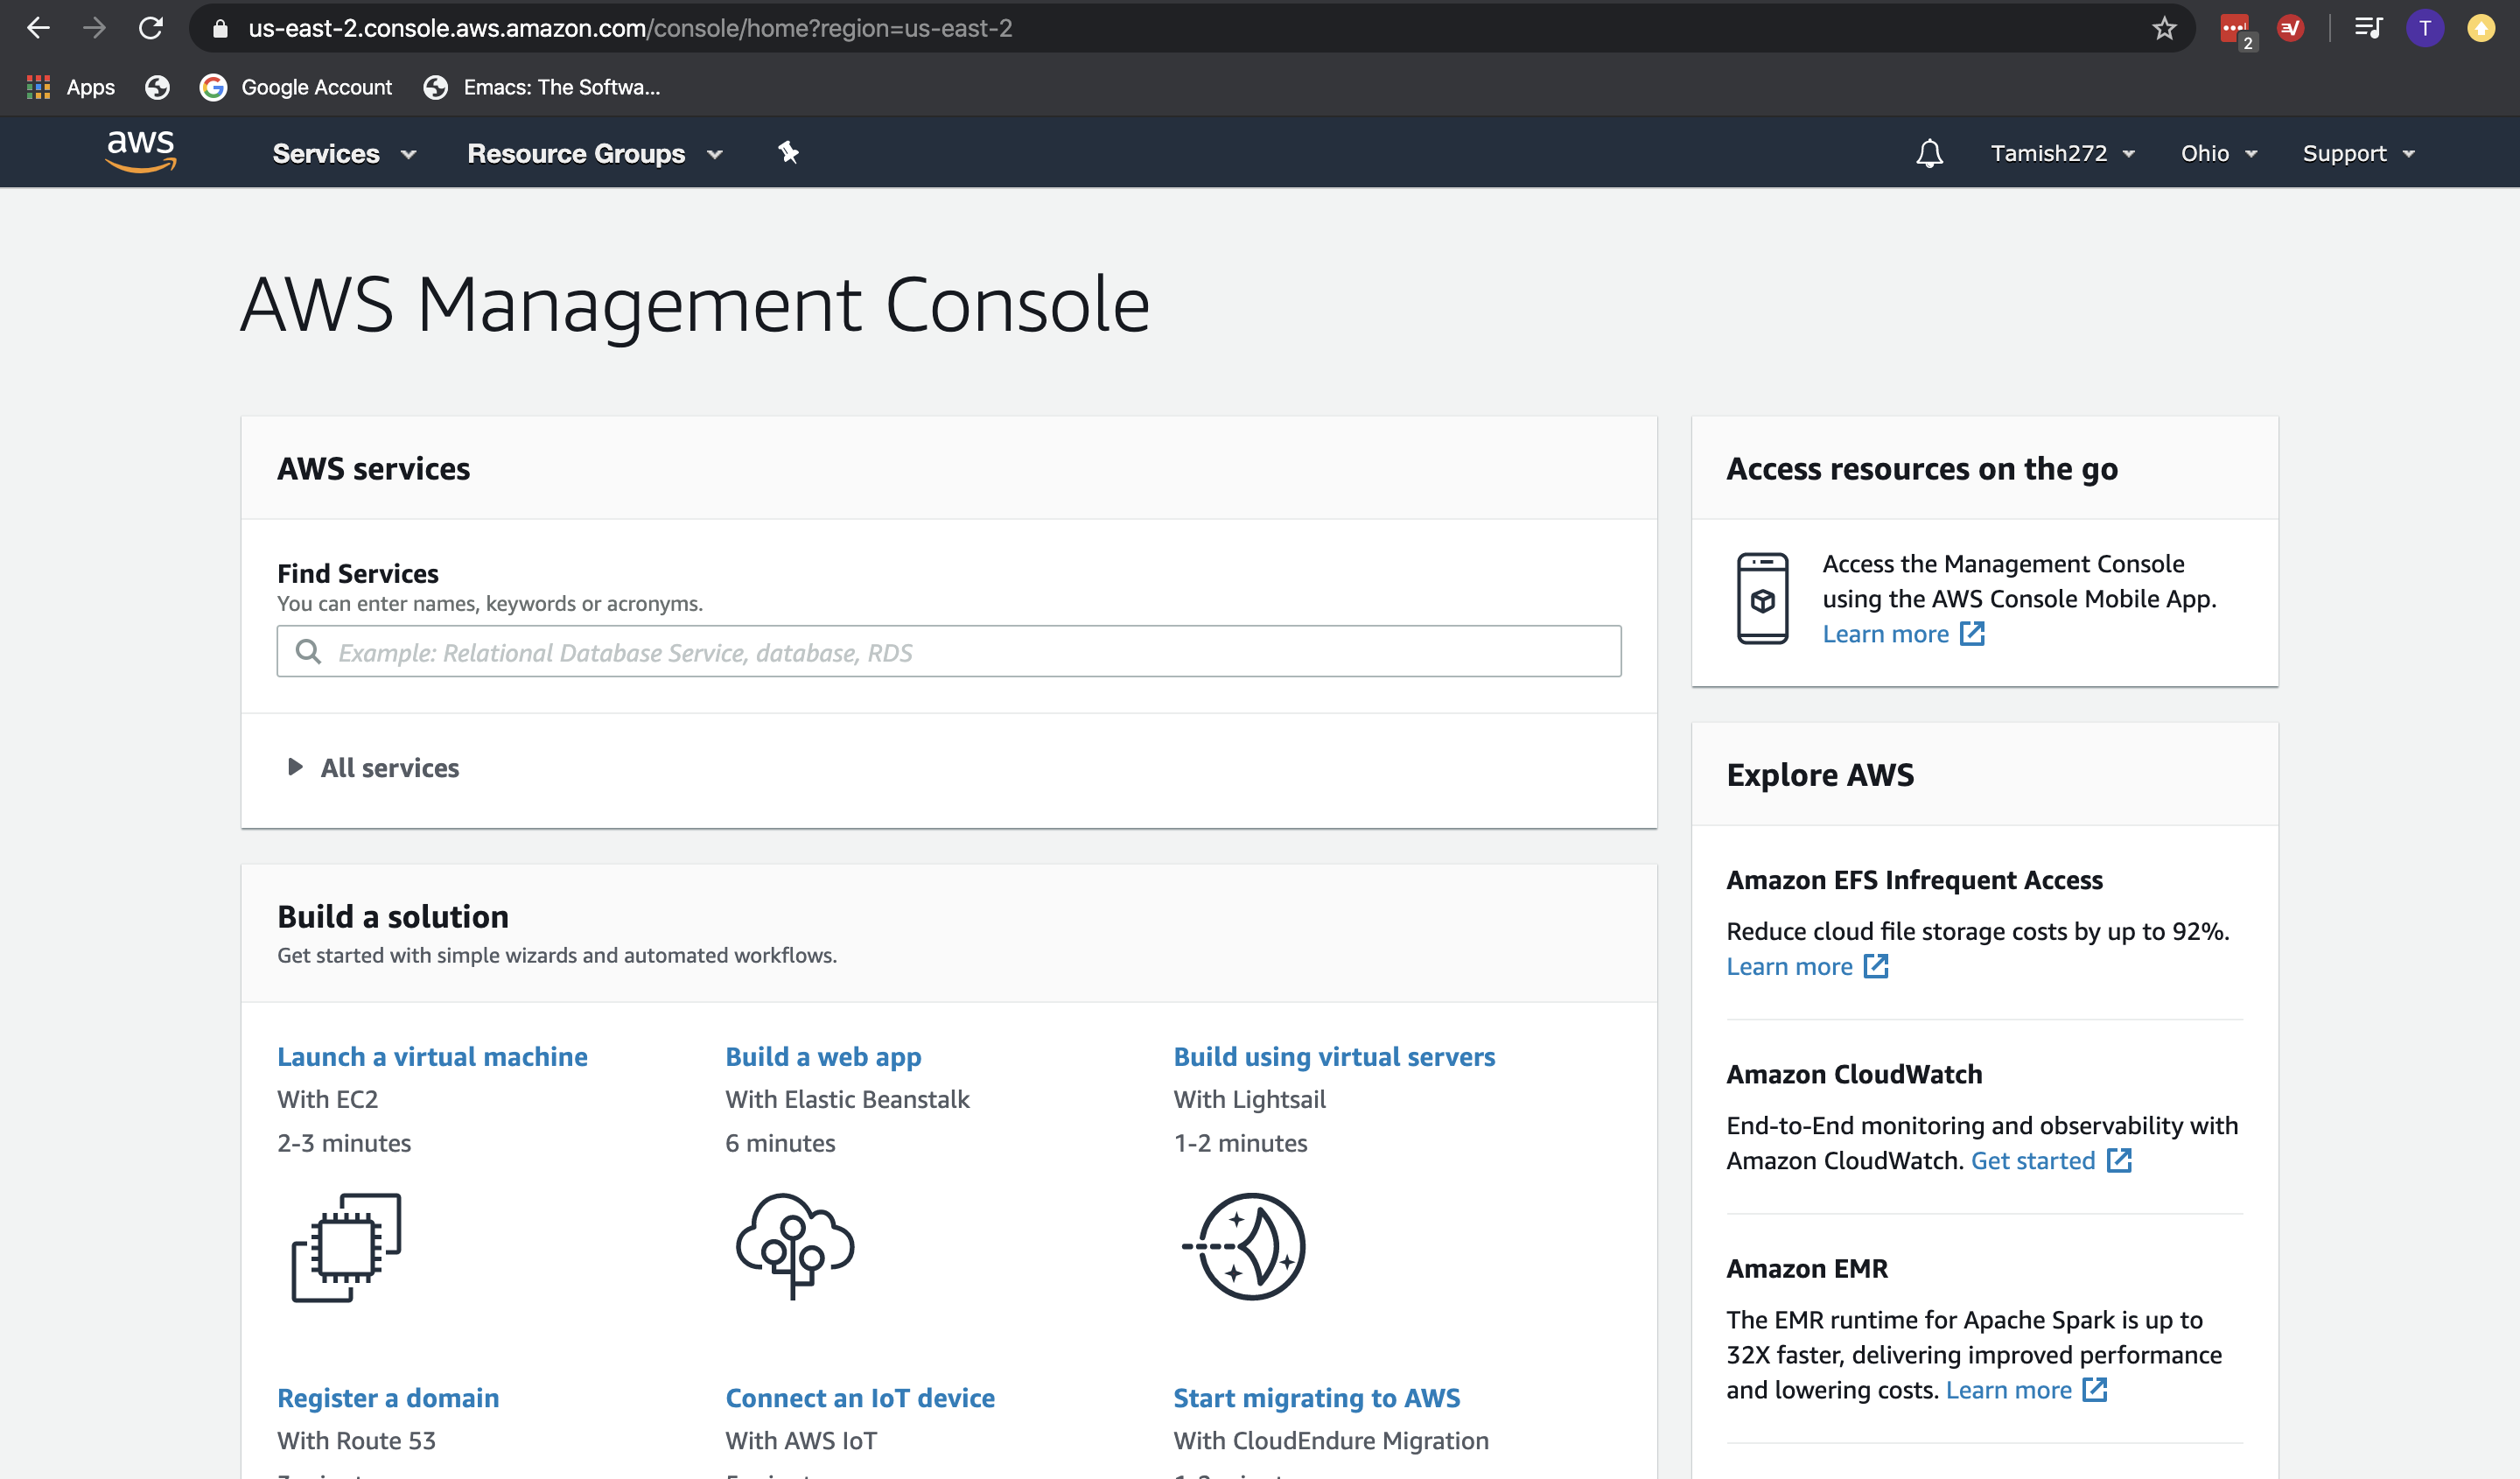 us-east-2.console.aws.amazon.com/console/home?region=us-east-2
2
T
Apps
Google Account
Emacs: The Softwa...
aws
Services
Resource Groups
Tamish272
Ohio
Support
AWS Management Console
AWS services
Find Services
You can enter names, keywords or acronyms.
Example: Relational Database Service, database, RDS
All services
Build a solution
Get started with simple wizards and automated workflows.
Launch a virtual machine
With EC2
2-3 minutes
Build a web app
With Elastic Beanstalk
6 minutes
Build using virtual servers
With Lightsail
1-2 minutes
Register a domain
With Route 53
Connect an IoT device
With AWS IoT
Start migrating to AWS
With CloudEndure Migration
Access resources on the go
Access the Management Console
using the AWS Console Mobile App.
Learn more
Explore AWS
Amazon EFS Infrequent Access
Reduce cloud file storage costs by up to 92%.
Learn more
Amazon CloudWatch
End-to-End monitoring and observability with
Amazon CloudWatch. Get started
Amazon EMR
The EMR runtime for Apache Spark is up to
32X faster, delivering improved performance
and lowering costs. Learn more